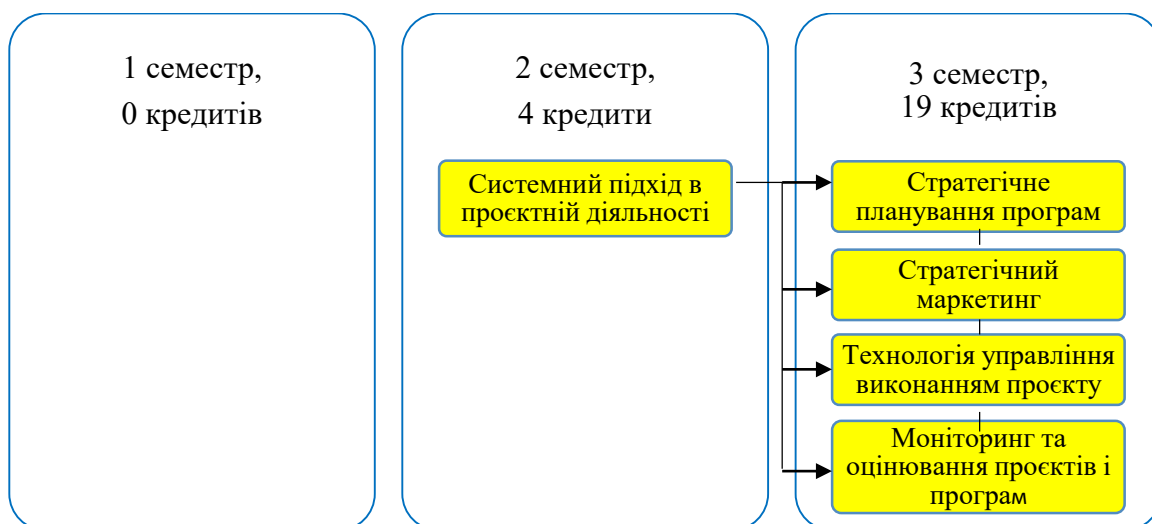 1 семестр,
0 кредитів
2 семестр,
4 кредити
Системний підхід в
проєктній діяльності
3 семестр,
19 кредитів
Стратегічне
планування програм
Стратегічний
маркетинг
Технологія управління
виконанням проєкту
Моніторинг та
оцінювання проєктів і
програм